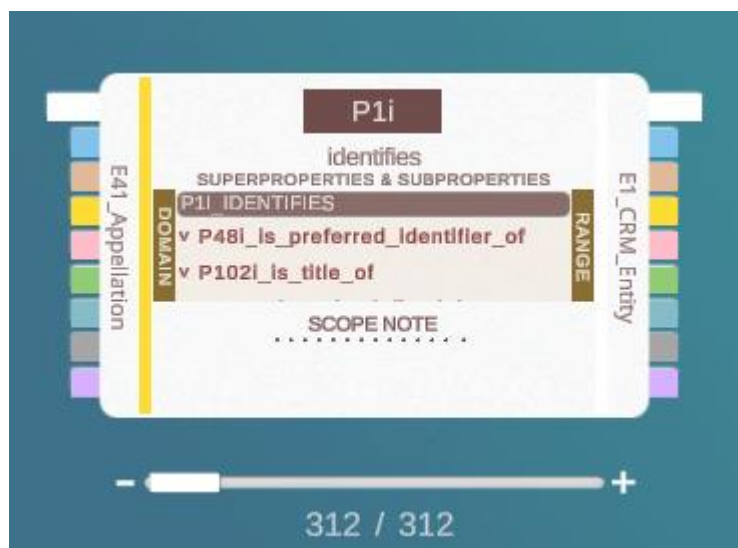 P1i
identifies
SUPERPROPERTIES & SUBPROPERTIES
P1I_IDENTIFIES
v P48i_is_preferred_identifier_of
v P102i_is_title_of
SCOPE NOTE
E41_Appellation
DOMAIN
RANGE
E1_CRM_Entity
- +
312 / 312